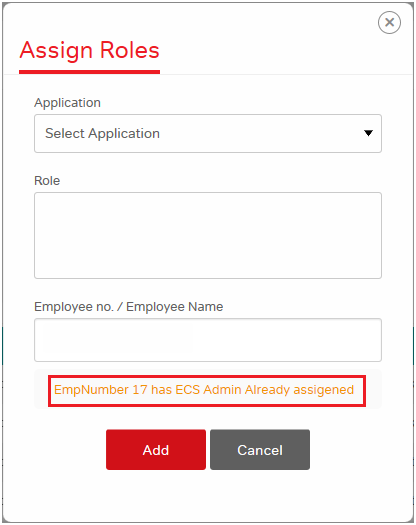 Assign Roles
Application
Select Application
Role
Employee no. / Employee Name
EmpNumber 17 has ECS Admin Already assigened
Add
Cancel